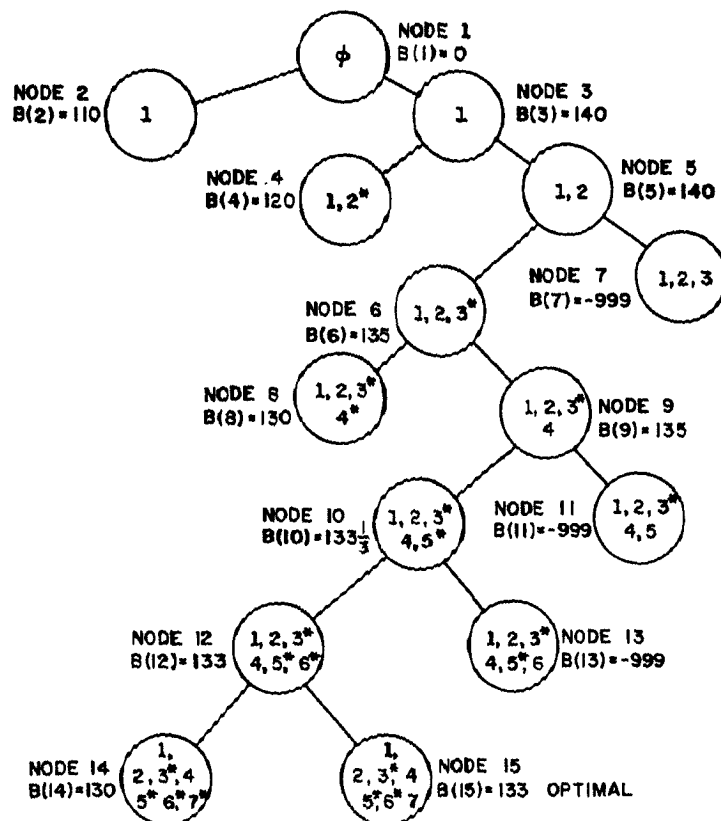 NODE 1
B(1)=0
φ
NODE 2
B(2)=110
1
NODE 3
B(3)=140
1
NODE 4
B(4)=120
1, 2*
NODE 5
B(5)=140
1, 2
NODE 6
B(6)=135
1, 2, 3*
NODE 7
B(7)=-999
1, 2, 3
NODE 8
B(8)=130
1, 2, 3*
4*
NODE 9
B(9)=135
1, 2, 3*
4
NODE 10
B(10)=133⅓
1, 2, 3*
4, 5*
NODE 11
B(11)=-999
1, 2, 3*
4, 5
NODE 12
B(12)=133
1, 2, 3*
4, 5,* 6*
NODE 13
B(13)=-999
1, 2, 3*
4, 5,* 6
NODE 14
B(14)=130
1,
2, 3,* 4
5* 6,* 7*
NODE 15
B(15)=133 OPTIMAL
1,
2, 3,* 4
5,* 6* 7